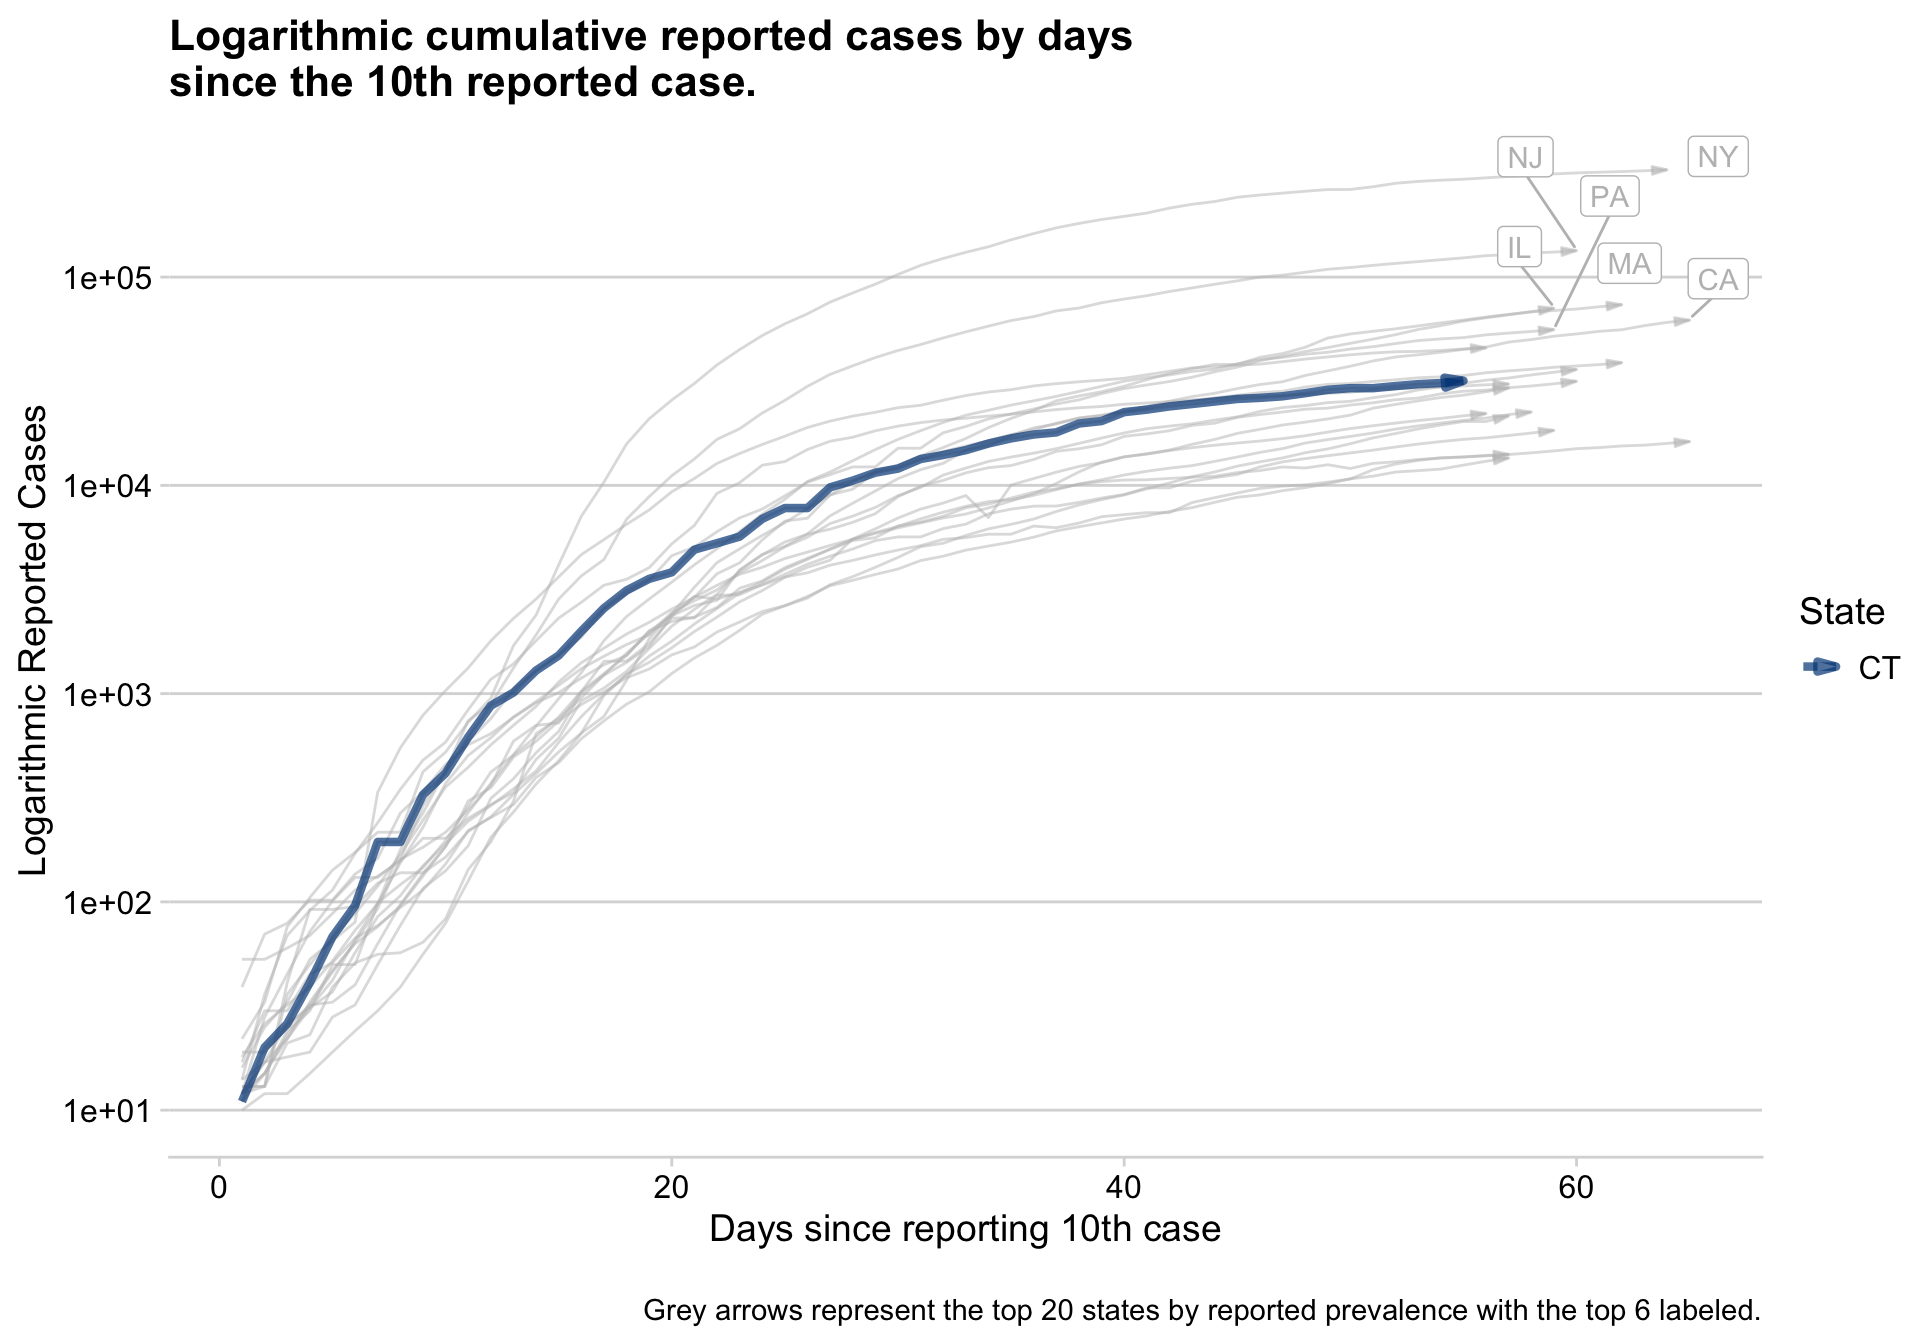 Logarithmic cumulative reported cases by days
since the 10th reported case.
NJ
NY
PA
IL
MA
CA
1e+05
1e+04
1e+03
1e+02
1e+01
Logarithmic Reported Cases
State
CT
0
20
40
60
Days since reporting 10th case
Grey arrows represent the top 20 states by reported prevalence with the top 6 labeled.